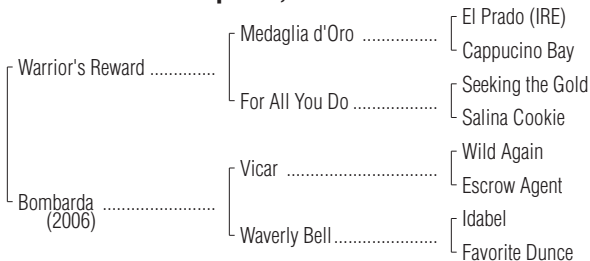 El Prado (IRE)
Medaglia d'Oro ................
Cappucino Bay
Warrior's Reward ..............
Seeking the Gold
For All You Do ..................
Salina Cookie
Wild Again
Vicar ................................
Escrow Agent
Bombarda ........................
(2006)
Idabel
Waverly Bell......................
Favorite Dunce